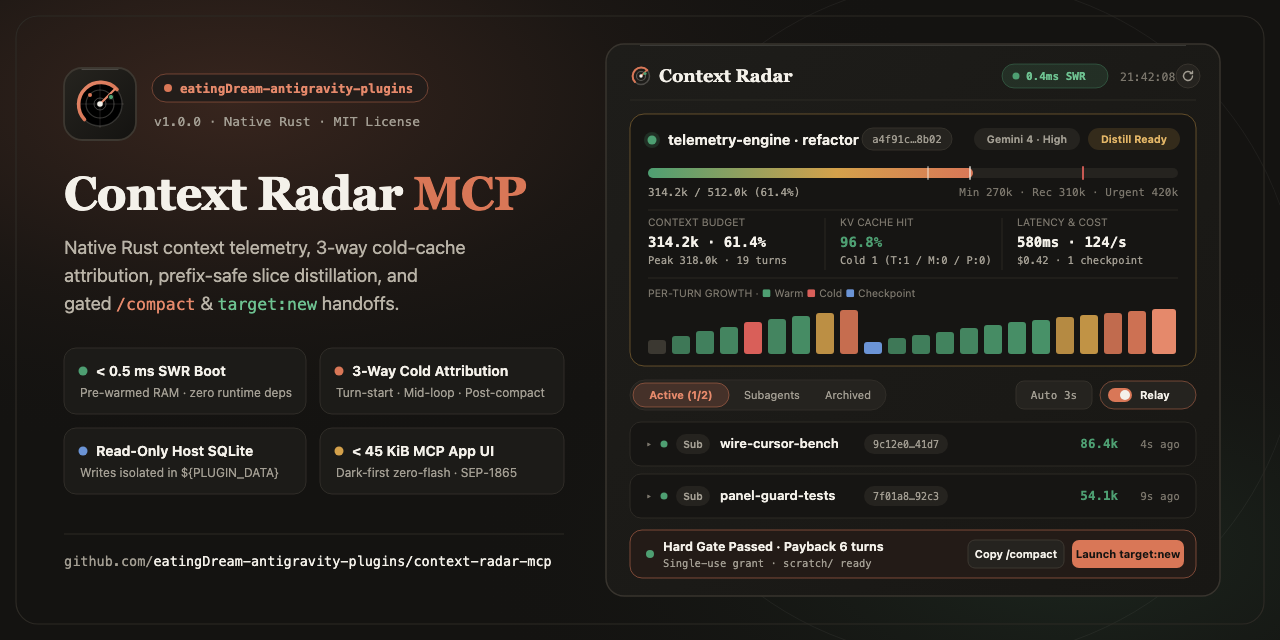 eatingDream-antigravity-plugins
v1.0.0 · Native Rust · MIT License
Context Radar MCP
Native Rust context telemetry, 3-way cold-cache
attribution, prefix-safe slice distillation, and
gated /compact & target:new handoffs.
< 0.5 ms SWR Boot
Pre-warmed RAM · zero runtime deps
3-Way Cold Attribution
Turn-start · Mid-loop · Post-compact
Read-Only Host SQLite
Writes isolated in ${PLUGIN_DATA}
< 45 KiB MCP App UI
Dark-first zero-flash · SEP-1865
github.com/eatingDream-antigravity-plugins/context-radar-mcp
Context Radar
0.4ms SWR
21:42:08
telemetry-engine · refactor
a4f91c…8b02
Gemini 4 · High
Distill Ready
314.2k / 512.0k (61.4%)
Min 270k · Rec 310k · Urgent 420k
CONTEXT BUDGET
314.2k · 61.4%
Peak 318.0k · 19 turns
KV CACHE HIT
96.8%
Cold 1 (T:1 / M:0 / P:0)
LATENCY & COST
580ms · 124/s
$0.42 · 1 checkpoint
PER-TURN GROWTH · Warm Cold Checkpoint
Active (1/2)
Subagents
Archived
Auto 3s
Relay
Sub wire-cursor-bench 9c12e0…41d7 86.4k 4s ago
Sub panel-guard-tests 7f01a8…92c3 54.1k 9s ago
Hard Gate Passed · Payback 6 turns
Single-use grant · scratch/ ready
Copy /compact
Launch target:new